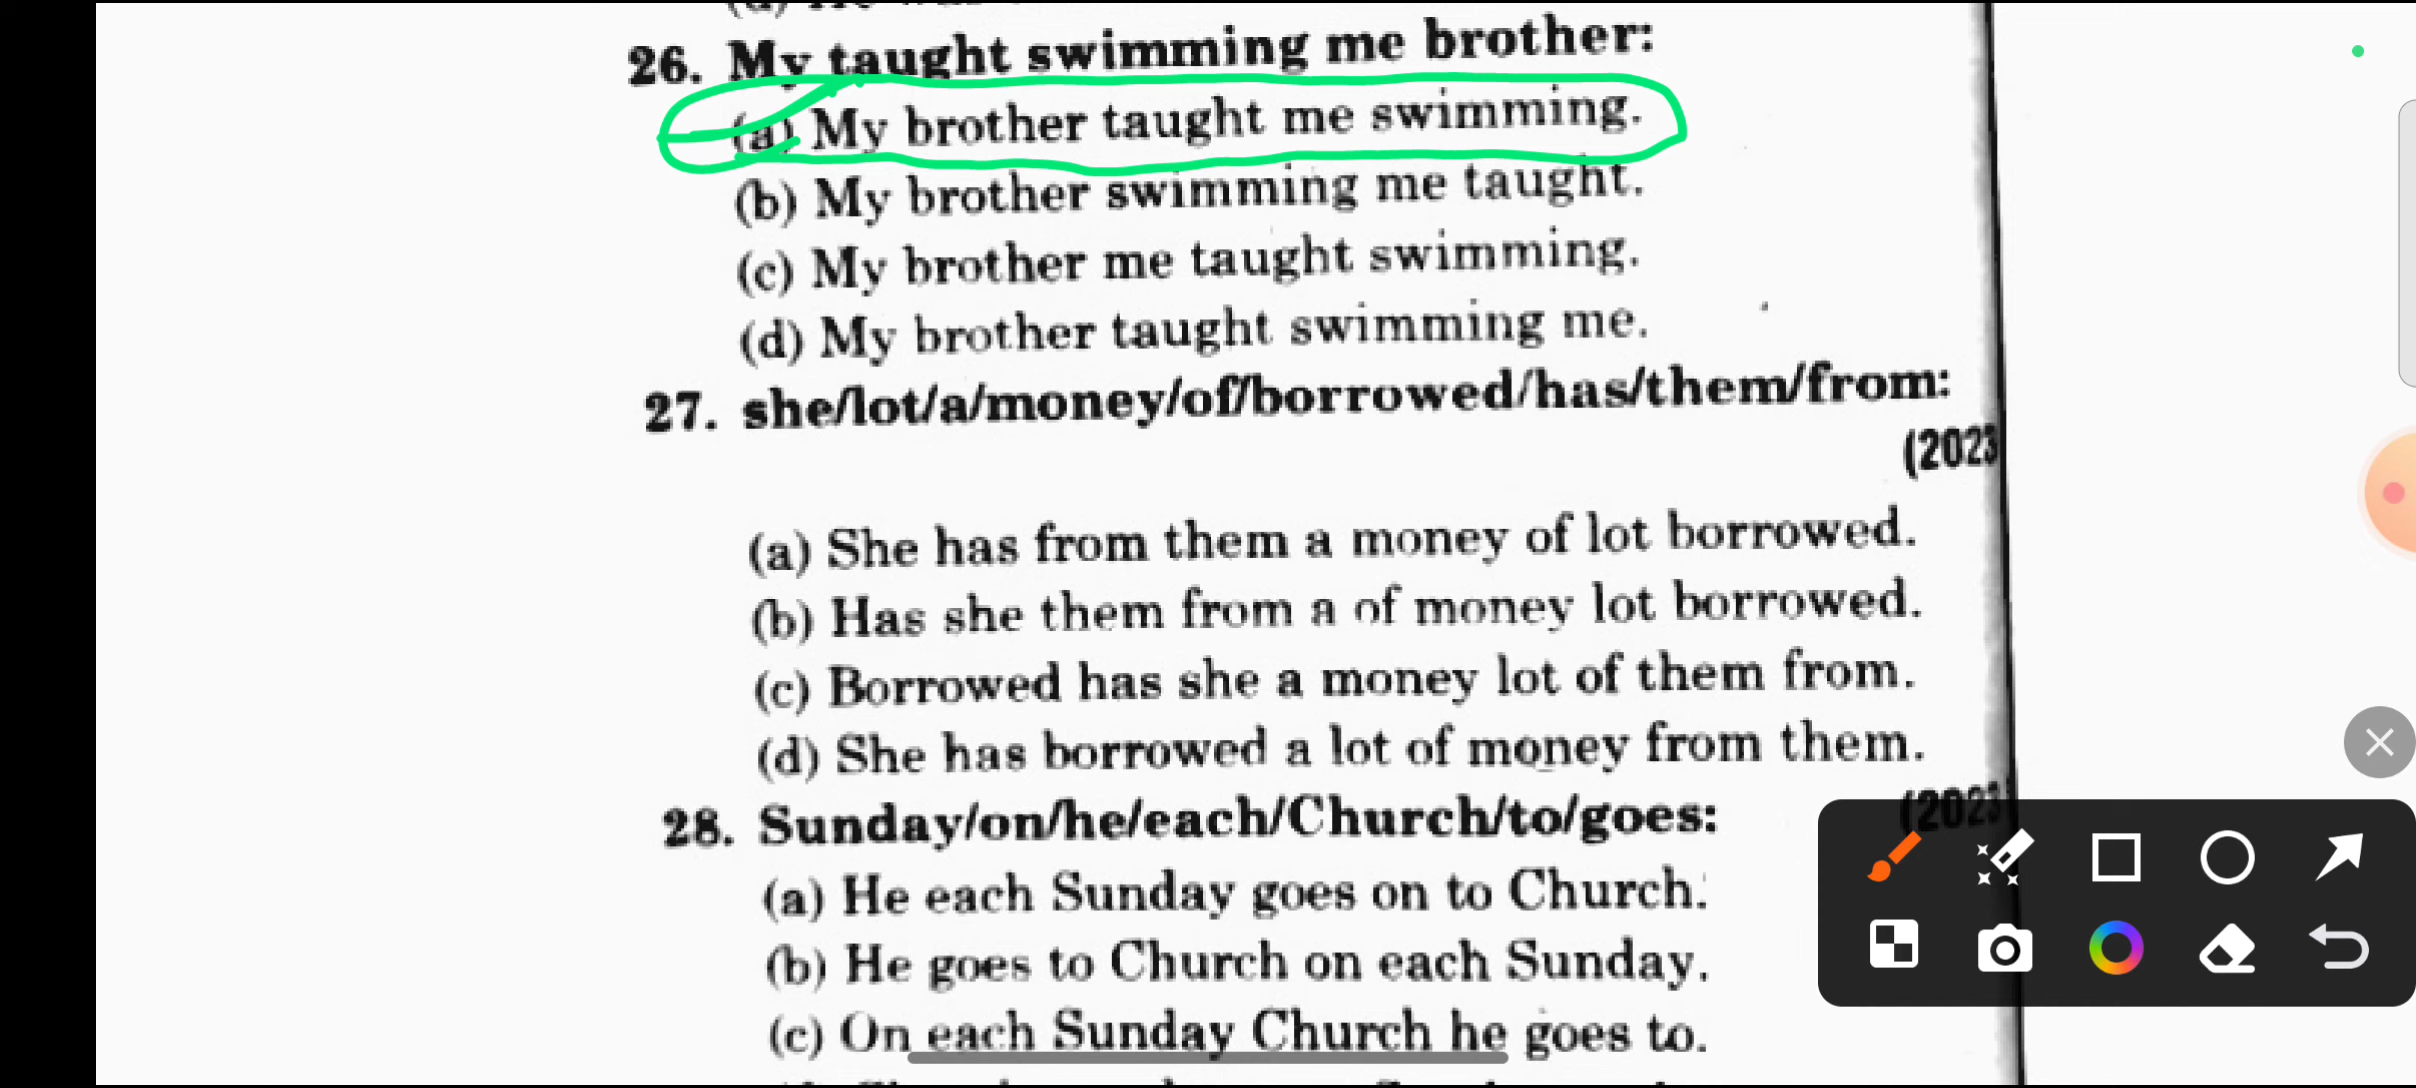 26. My taught swimming me brother:
(a) My brother taught me swimming.
(b) My brother swimming me taught.
(c) My brother me taught swimming.
(d) My brother taught swimming me.
27. she/lot/a/money/of/borrowed/has/them/from:
(2023
(a) She has from them a money of lot borrowed.
(b) Has she them from a of money lot borrowed.
(c) Borrowed has she a money lot of them from.
(d) She has borrowed a lot of money from them.
28. Sunday/on/he/each/Church/to/goes: (2023)
(a) He each Sunday goes on to Church.
(b) He goes to Church on each Sunday.
(c) On each Sunday Church he goes to.